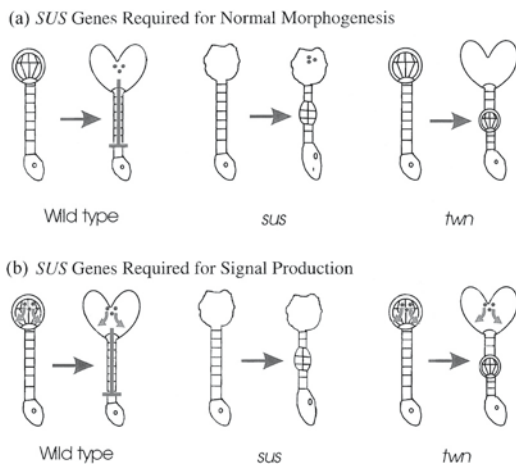 (a) SUS Genes Required for Normal Morphogenesis
Wild type sus twn
(b) SUS Genes Required for Signal Production
Wild type sus twn